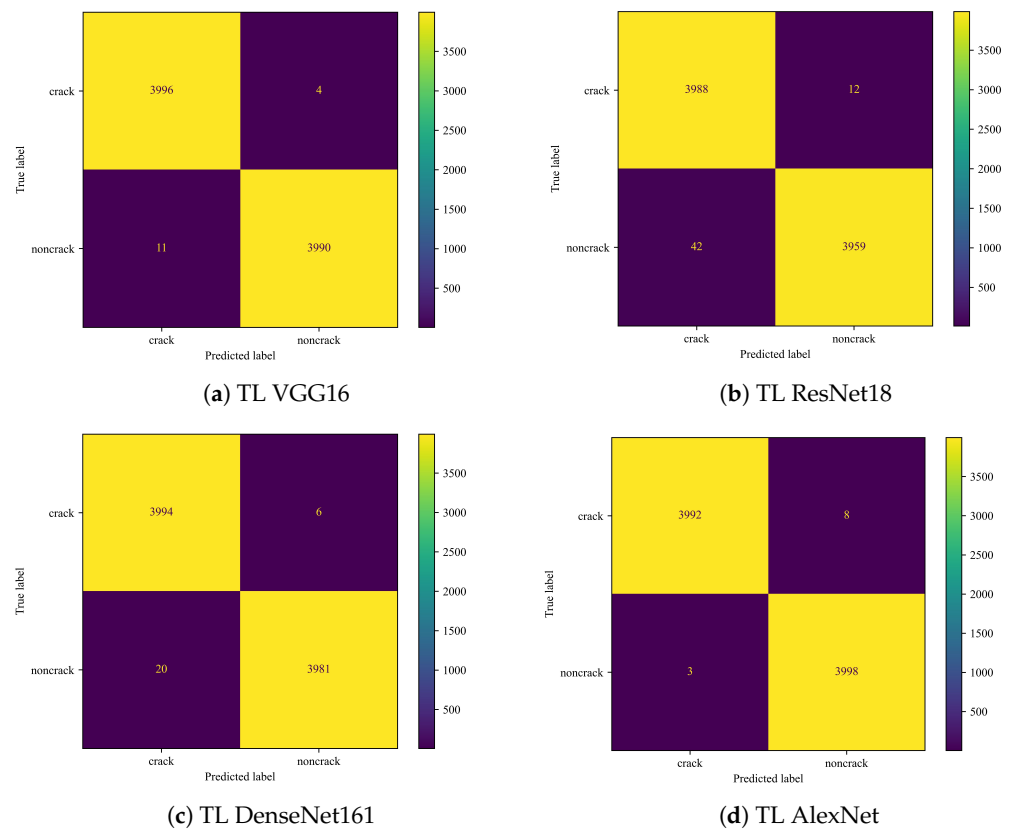 3500
3000
2500
2000
1500
1000
500
crack
noncrack
True label
3996 4
11 3990
crack noncrack
Predicted label
(a) TL VGG16
3500
3000
2500
2000
1500
1000
500
crack
noncrack
True label
3988 12
42 3959
crack noncrack
Predicted label
(b) TL ResNet18
3500
3000
2500
2000
1500
1000
500
crack
noncrack
True label
3994 6
20 3981
crack noncrack
Predicted label
(c) TL DenseNet161
3500
3000
2500
2000
1500
1000
500
crack
noncrack
True label
3992 8
3 3998
crack noncrack
Predicted label
(d) TL AlexNet